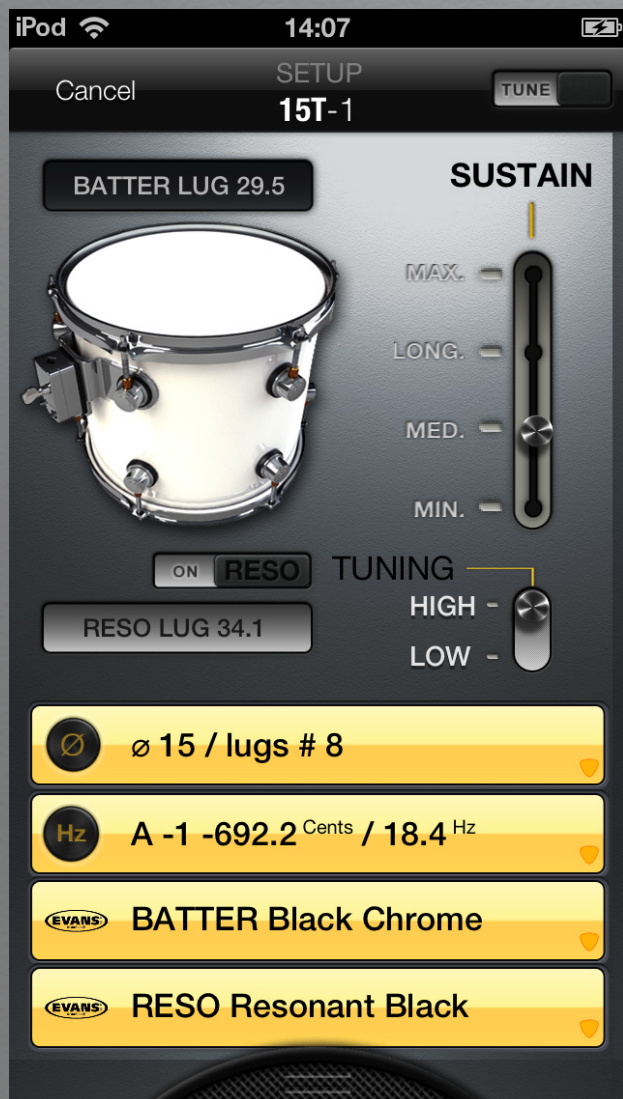 iPod 14:07
SETUP
Cancel
15T-1
TUNE
BATTER LUG 29.5
SUSTAIN
MAX.
LONG.
MED.
MIN.
ON RESO
TUNING
HIGH
LOW
RESO LUG 34.1
Ø ⌀ 15 / lugs # 8
Hz A -1 -692.2 Cents / 18.4 Hz
EVANS BATTER Black Chrome
EVANS RESO Resonant Black